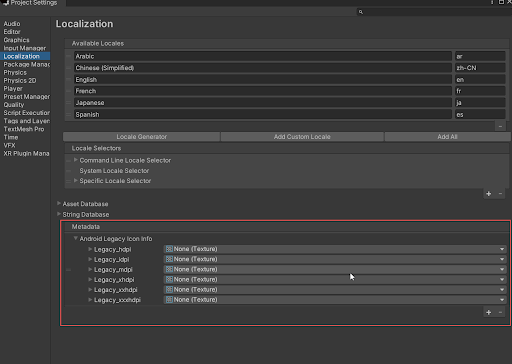 Project Settings
Audio
Editor
Graphics
Input Manager
Localization
Package Manac
Physics
Physics 2D
Player
Preset Manager
Quality
Script Execution
Tags and Layers
TextMesh Pro
Time
VFX
XR Plugin Mana
Localization
Available Locales
Arabic ar
Chinese (Simplified) zh-CN
English en
French fr
Japanese ja
Spanish es
Locale Generator Add Custom Locale Add All
Locale Selectors
Command Line Locale Selector
System Locale Selector
Specific Locale Selector
Asset Database
String Database
Metadata
Android Legacy Icon Info
Legacy_hdpi None (Texture)
Legacy_ldpi None (Texture)
Legacy_mdpi None (Texture)
Legacy_xhdpi None (Texture)
Legacy_xxhdpi None (Texture)
Legacy_xxxhdpi None (Texture)